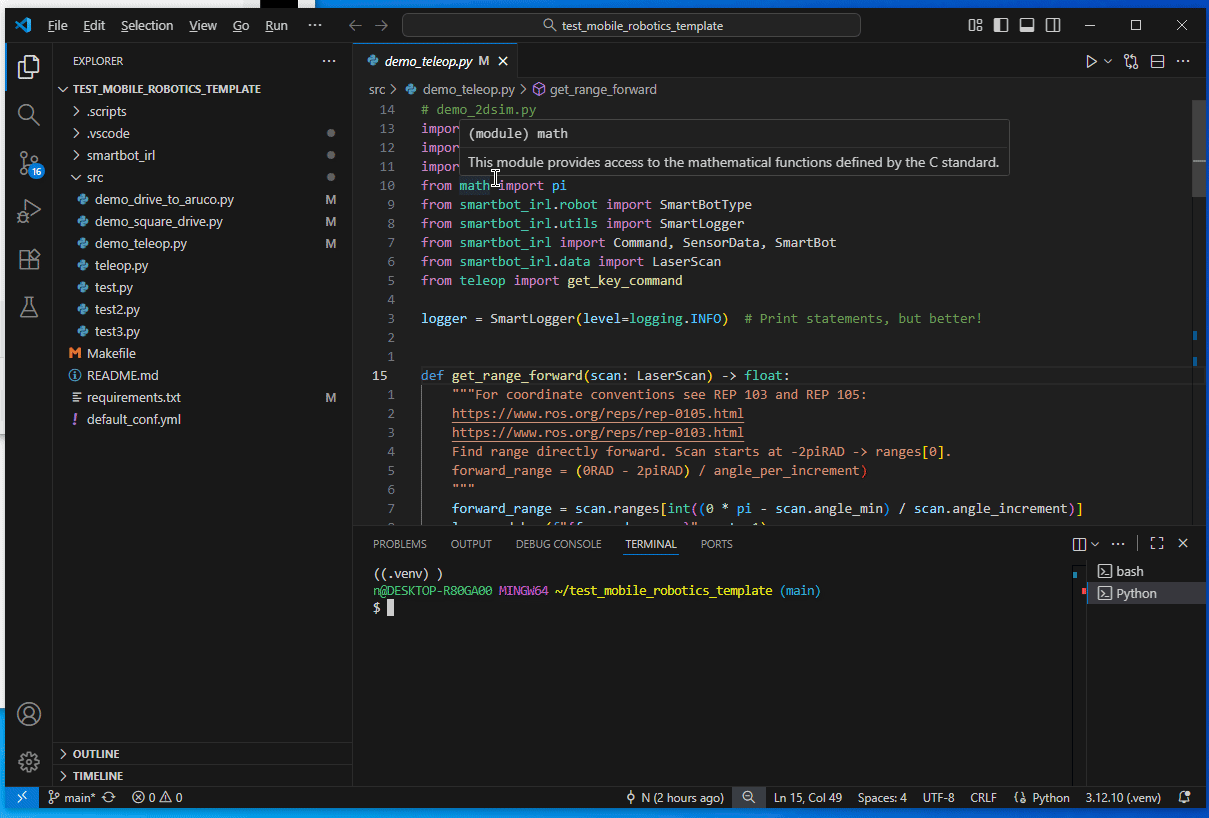 File Edit Selection View Go Run ··· test_mobile_robotics_template
EXPLORER ···
TEST_MOBILE_ROBOTICS_TEMPLATE
.scripts
.vscode
smartbot_irl
src
demo_drive_to_aruco.py M
demo_square_drive.py M
demo_teleop.py M
teleop.py
test.py
test2.py
test3.py
Makefile
README.md
requirements.txt M
default_conf.yml
OUTLINE
TIMELINE
16
demo_teleop.py M
src > demo_teleop.py > get_range_forward
14 # demo_2dsim.py
13 impor
12 impor
11 impor
(module) math
This module provides access to the mathematical functions defined by the C standard.
10 from math import pi
9 from smartbot_irl.robot import SmartBotType
8 from smartbot_irl.utils import SmartLogger
7 from smartbot_irl import Command, SensorData, SmartBot
6 from smartbot_irl.data import LaserScan
5 from teleop import get_key_command
4
3 logger = SmartLogger(level=logging.INFO)  # Print statements, but better!
2
1
15 def get_range_forward(scan: LaserScan) -> float:
1 """For coordinate conventions see REP 103 and REP 105:
2 https://www.ros.org/reps/rep-0105.html
3 https://www.ros.org/reps/rep-0103.html
4 Find range directly forward. Scan starts at -2piRAD -> ranges[0].
5 forward_range = (0RAD - 2piRAD) / angle_per_increment)
6 """
7 forward_range = scan.ranges[int((0 * pi - scan.angle_min) / scan.angle_increment)]
PROBLEMS OUTPUT DEBUG CONSOLE TERMINAL PORTS
((.venv) )
n@DESKTOP-R80GA00 MINGW64 ~/test_mobile_robotics_template (main)
$
bash
Python
main* 0 0 N (2 hours ago) Ln 15, Col 49 Spaces: 4 UTF-8 CRLF Python 3.12.10 (.venv)